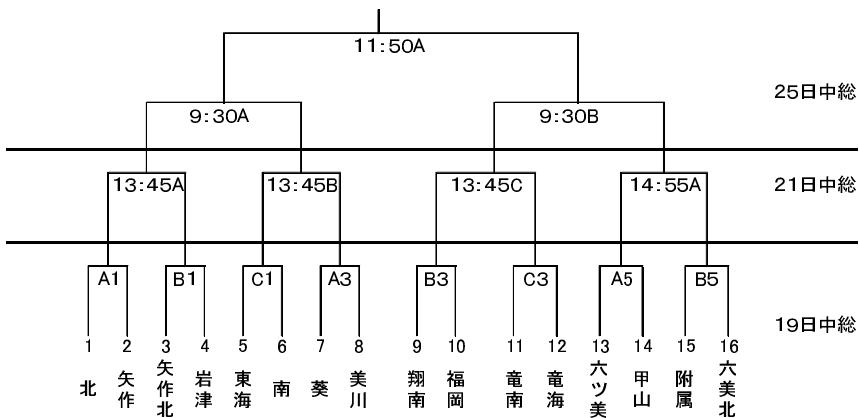 11:50A
25日中総
9:30A 9:30B
13:45A 13:45B 13:45C 14:55A 21日中総
A1 B1 C1 A3 B3 C3 A5 B5
19日中総
1 2 3 4 5 6 7 8 9 10 11 12 13 14 15 16
北 矢作 矢作北 岩津 東海 南 葵 美川 翔南 福岡 竜南 竜海 六ツ美 甲山 附属 六美北